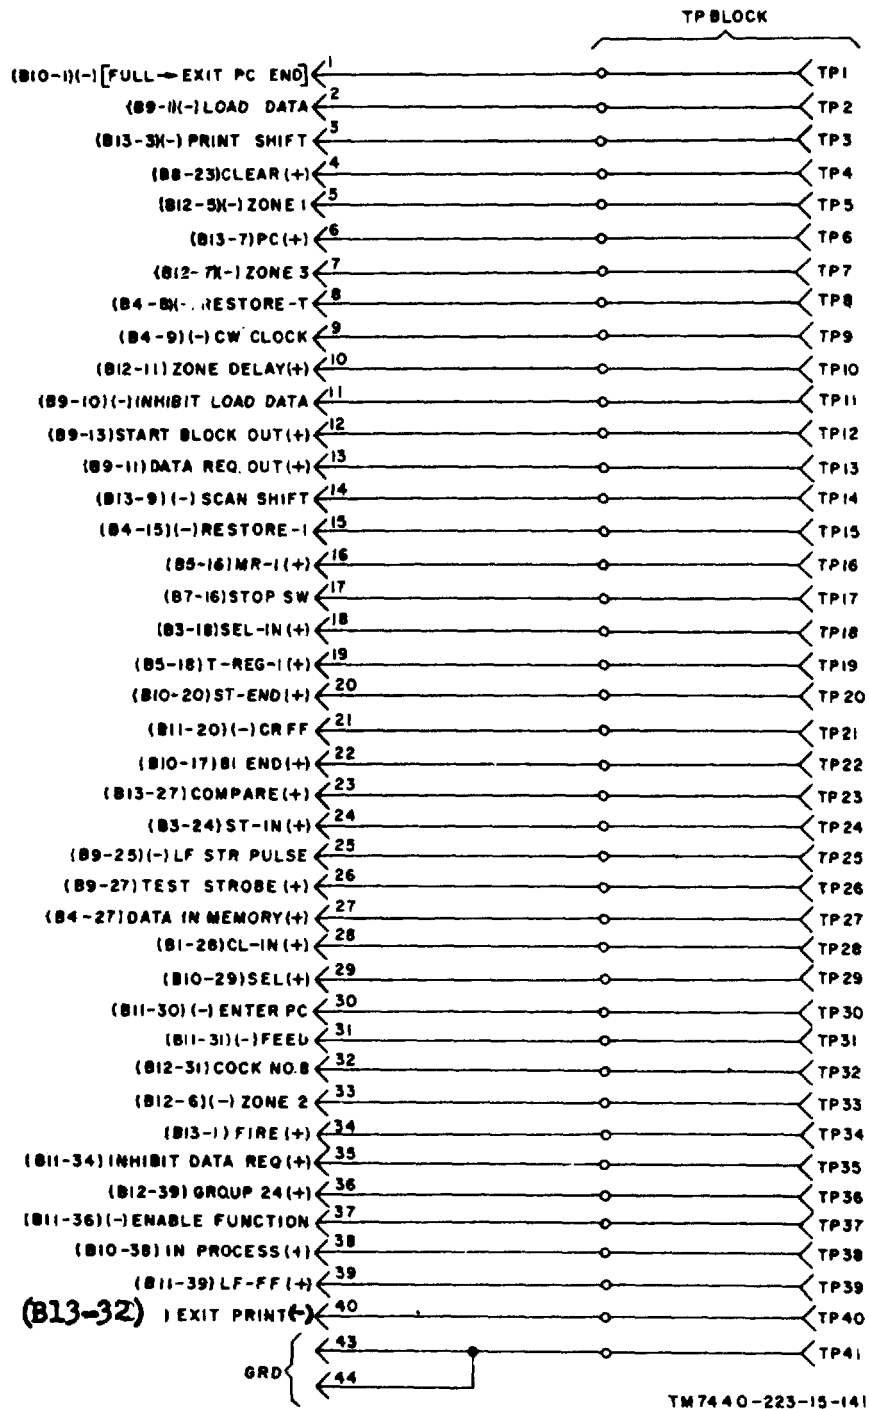 TP BLOCK
(B10-1)(-)[FULL→EXIT PC END] 1 TP1
(B9-1)(-)LOAD DATA 2 TP2
(B13-3)(-) PRINT SHIFT 3 TP3
(B8-23)CLEAR(+) 4 TP4
(B12-5)(-) ZONE 1 5 TP5
(B13-7)PC(+) 6 TP6
(B12-7)(-) ZONE 3 7 TP7
(B4-8)(- RESTORE-T 8 TP8
(B4-9)(-) CW CLOCK 9 TP9
(B12-11) ZONE DELAY(+) 10 TP10
(B9-10)(-)INHIBIT LOAD DATA 11 TP11
(B9-13)START BLOCK OUT(+) 12 TP12
(B9-11)DATA REQ. OUT(+) 13 TP13
(B13-9)(-) SCAN SHIFT 14 TP14
(B4-15)(-)RESTORE-1 15 TP15
(B5-16)MR-1(+) 16 TP16
(B7-16)STOP SW 17 TP17
(B3-18)SEL-IN(+) 18 TP18
(B5-18)T-REG-1(+) 19 TP19
(B10-20)ST-END(+) 20 TP20
(B11-20)(-)CR FF 21 TP21
(B10-17)B1 END(+) 22 TP22
(B13-27)COMPARE(+) 23 TP23
(B3-24)ST-IN(+) 24 TP24
(B9-25)(-)LF STR PULSE 25 TP25
(B9-27)TEST STROBE(+) 26 TP26
(B4-27)DATA IN MEMORY(+) 27 TP27
(B1-28)CL-IN(+) 28 TP28
(B10-29)SEL(+) 29 TP29
(B11-30)(-)ENTER PC 30 TP30
(B11-31)(-)FEED 31 TP31
(B12-31)COCK NO.8 32 TP32
(B12-6)(-) ZONE 2 33 TP33
(B13-1) FIRE(+) 34 TP34
(B11-34) INHIBIT DATA REQ(+) 35 TP35
(B12-39) GROUP 24(+) 36 TP36
(B11-36)(-)ENABLE FUNCTION 37 TP37
(B10-38) IN PROCESS(+) 38 TP38
(B11-39) LF-FF(+) 39 TP39
(B13-32) ) EXIT PRINT(-) 40 TP40
43 TP41
GRD
44
TM7440-223-15-141